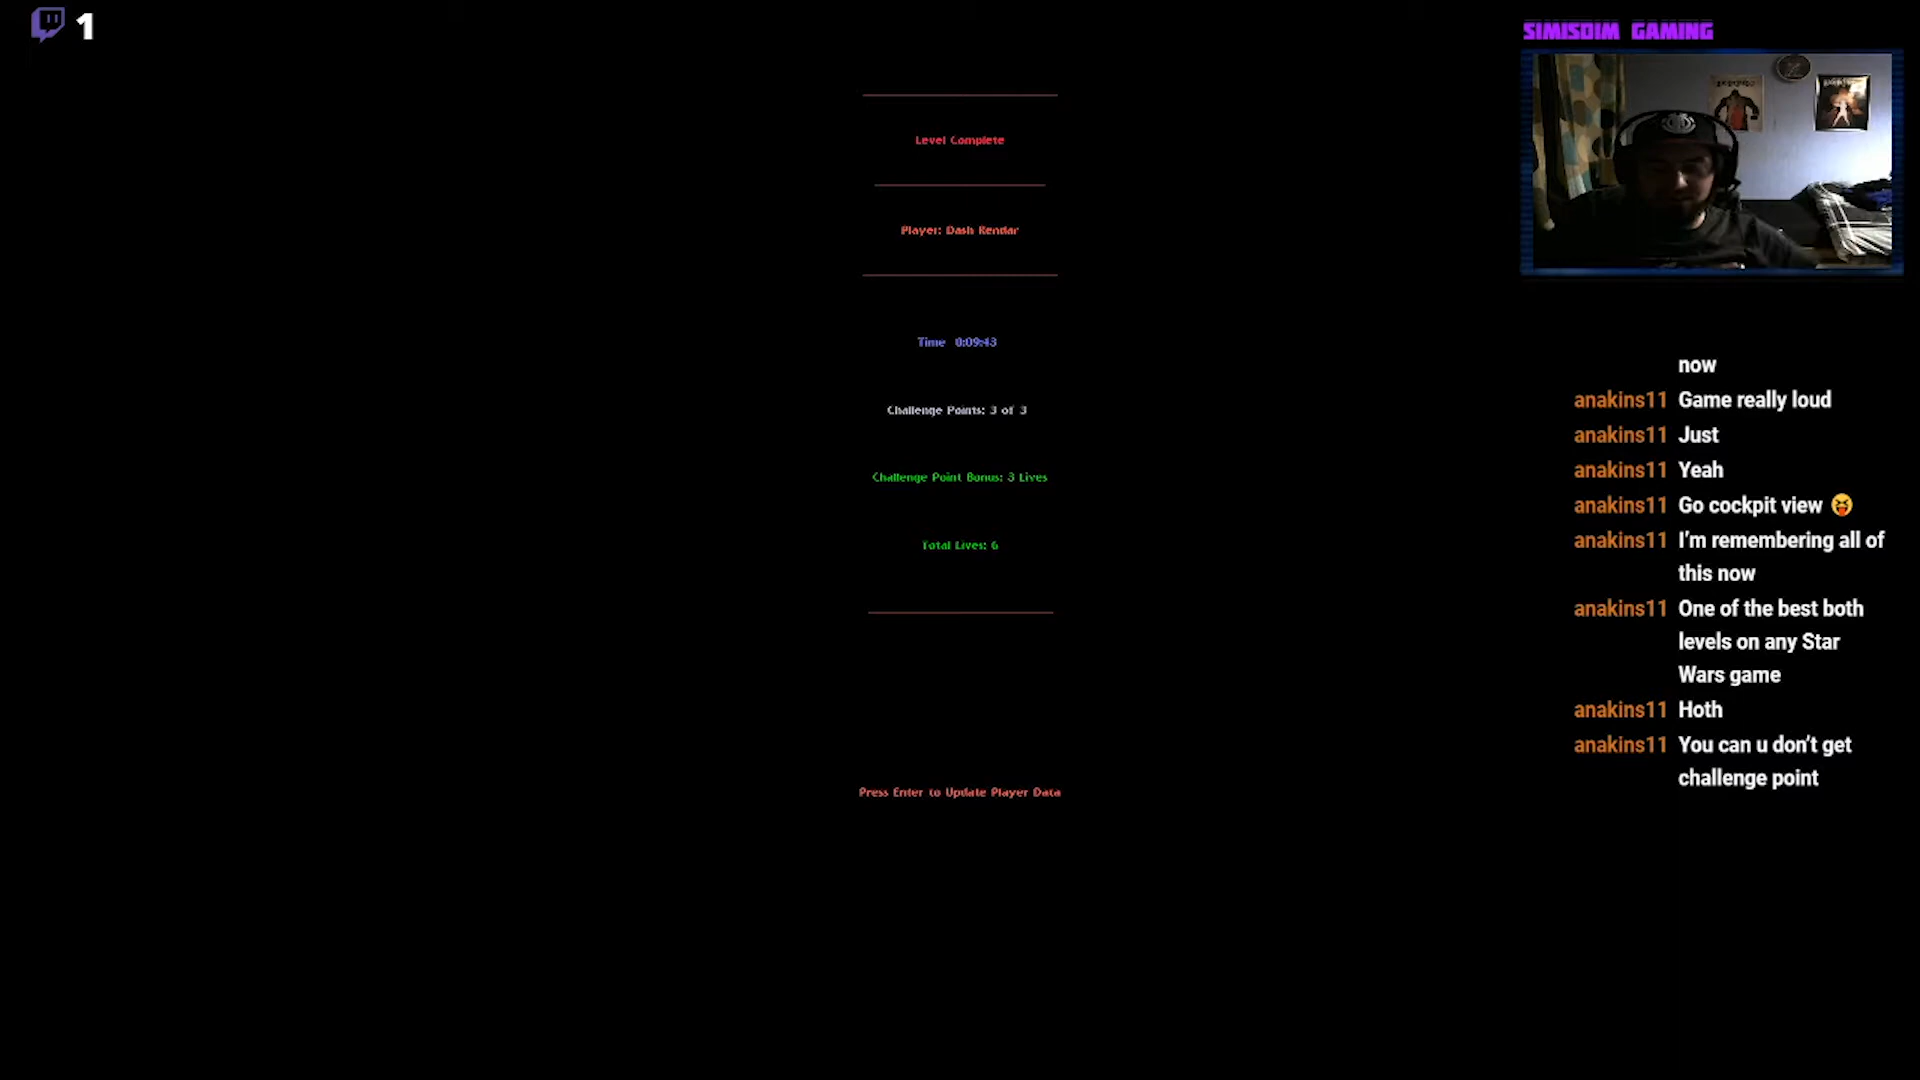 1
SIMISDIM GAMING
Level Complete
Player: Dash Rendar
Time 0:09:43
Challenge Points: 3 of 3
Challenge Point Bonus: 3 Lives
Total Lives: 6
Press Enter to Update Player Data
now
anakins11 Game really loud
anakins11 Just
anakins11 Yeah
anakins11 Go cockpit view 😝
anakins11 I'm remembering all of
this now
anakins11 One of the best both
levels on any Star
Wars game
anakins11 Hoth
anakins11 You can u don't get
challenge point